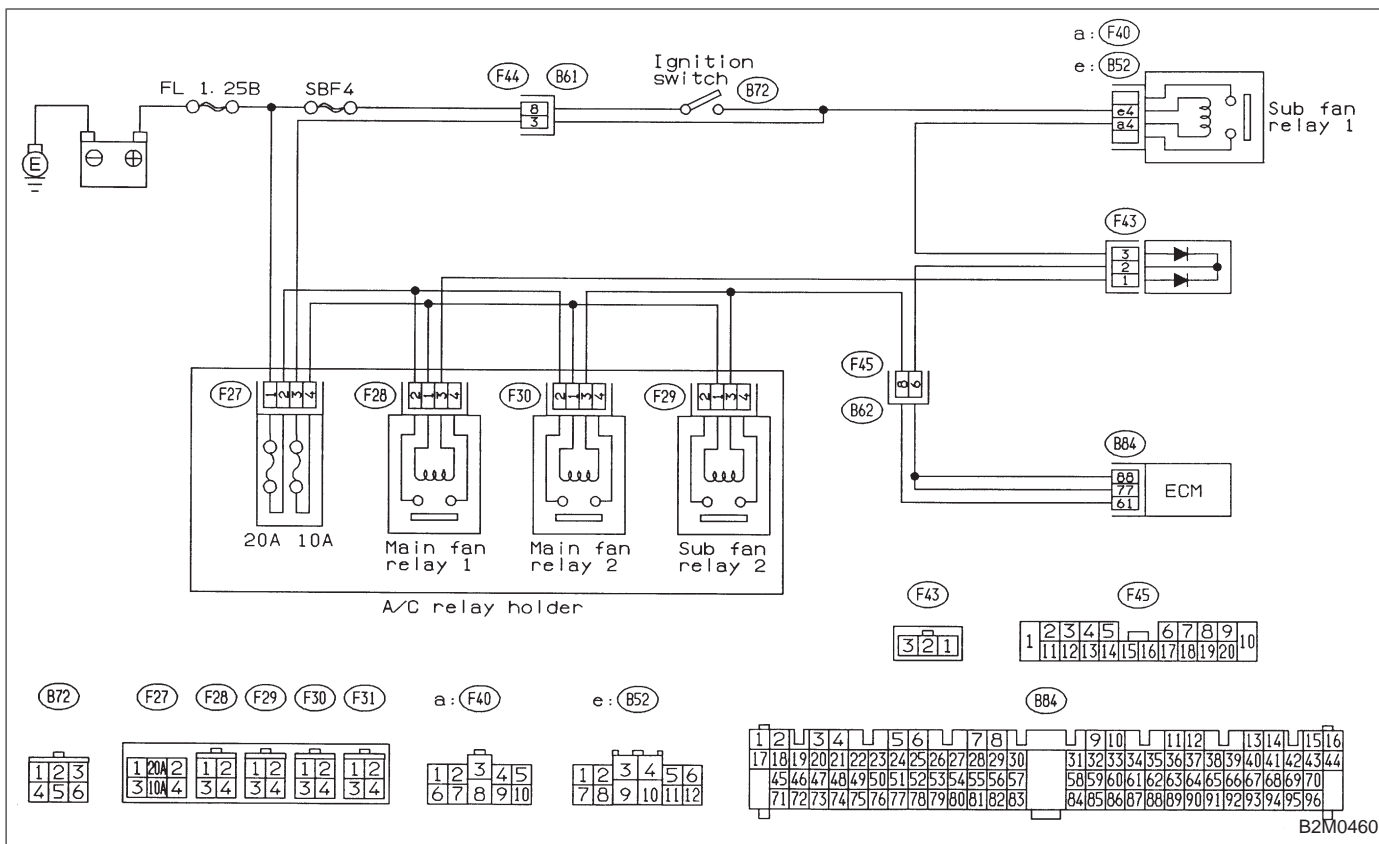 a: F40
Ignition
switch
F44 B61
e: B52
FL 1. 25B
SBF4
B72
8
3
e4
a4
Sub fan
relay 1
E
F43
3
2
1
F45
8 6
B62
F27
1 2 3 4
F28
2 1 3 4
F30
2 1 3 4
F29
2 1 3 4
B84
88
77
61
ECM
20A 10A
Main fan
relay 1
Main fan
relay 2
Sub fan
relay 2
A/C relay holder
F43
3 2 1
F45
1 2 3 4 5 6 7 8 9 10
11 12 13 14 15 16 17 18 19 20
B72
1 2 3
4 5 6
F27 F28 F29 F30 F31
1 20A 2 1 2 1 2 1 2 1 2
3 10A 4 3 4 3 4 3 4 3 4
a: F40
1 2 3 4 5
6 7 8 9 10
e: B52
1 2 3 4 5 6
7 8 9 10 11 12
B84
1 2 3 4 5 6 7 8 9 10 11 12 13 14 15 16
17 18 19 20 21 22 23 24 25 26 27 28 29 30 31 32 33 34 35 36 37 38 39 40 41 42 43 44
45 46 47 48 49 50 51 52 53 54 55 56 57 58 59 60 61 62 63 64 65 66 67 68 69 70
71 72 73 74 75 76 77 78 79 80 81 82 83 84 85 86 87 88 89 90 91 92 93 94 95 96
B2M0460